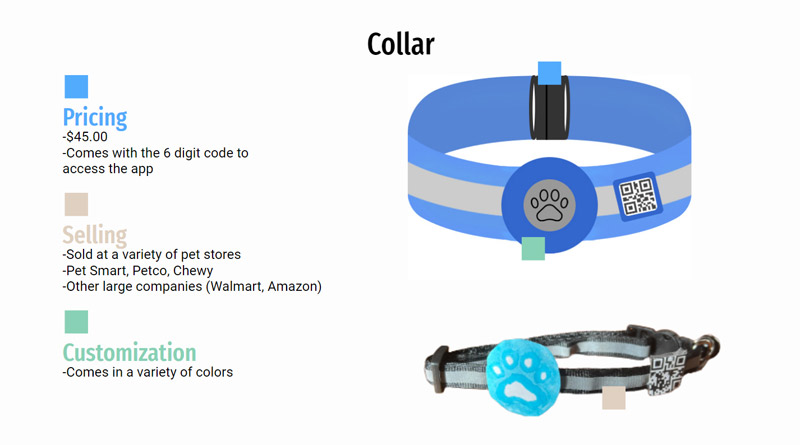 Collar
Pricing
-$45.00
-Comes with the 6 digit code to
access the app
Selling
-Sold at a variety of pet stores
-Pet Smart, Petco, Chewy
-Other large companies (Walmart, Amazon)
Customization
-Comes in a variety of colors